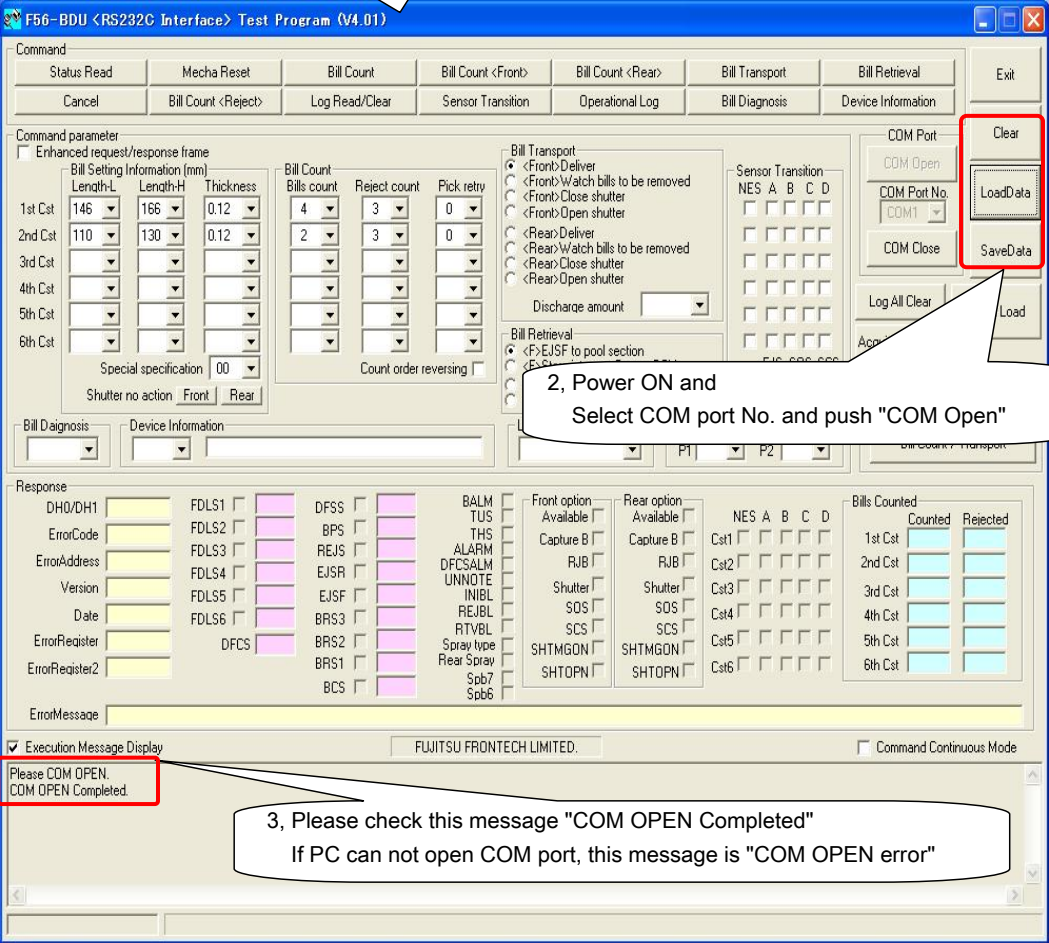 F56-BDU <RS232C Interface> Test Program (V4.01)
Command
Status Read Mecha Reset Bill Count Bill Count <Front> Bill Count <Rear> Bill Transport Bill Retrieval Exit
Cancel Bill Count <Reject> Log Read/Clear Sensor Transition Operational Log Bill Diagnosis Device Information
Command parameter
Enhanced request/response frame
Bill Setting Information (mm)
Length-L Length-H Thickness
1st Cst 146 166 0.12
2nd Cst 110 130 0.12
3rd Cst
4th Cst
5th Cst
6th Cst
Special specification 00
Shutter no action Front Rear
Bill Count
Bills count Reject count Pick retry
4 3 0
2 3 0
Count order reversing
Bill Transport
<Front>Deliver
<Front>Watch bills to be removed
<Front>Close shutter
<Front>Open shutter
<Rear>Deliver
<Rear>Watch bills to be removed
<Rear>Close shutter
<Rear>Open shutter
Discharge amount
Bill Retrieval
<F>EJSF to pool section
Sensor Transition
NES A B C D
COM Port
COM Open
COM Port No.
COM1
COM Close
Clear
LoadData
SaveData
Log All Clear
Load
2, Power ON and
Select COM port No. and push "COM Open"
Bill Daignosis
Device Information
P1 P2
Response
DH0/DH1
ErrorCode
ErrorAddress
Version
Date
ErrorRegister
ErrorRegister2
FDLS1
FDLS2
FDLS3
FDLS4
FDLS5
FDLS6
DFCS
DFSS
BPS
REJS
EJSR
EJSF
BRS3
BRS2
BRS1
BCS
BALM
TUS
THS
ALARM
DFCSALM
UNNOTE
INIBL
REJBL
RTVBL
Spray type
Rear Spray
Spb7
Spb6
Front option
Available
Capture B
RJB
Shutter
SOS
SCS
SHTMGON
SHTOPN
Rear option
Available
Capture B
RJB
Shutter
SOS
SCS
SHTMGON
SHTOPN
NES A B C D
Cst1
Cst2
Cst3
Cst4
Cst5
Cst6
Bills Counted
Counted Rejected
1st Cst
2nd Cst
3rd Cst
4th Cst
5th Cst
6th Cst
ErrorMessage
Execution Message Display FUJITSU FRONTECH LIMITED. Command Continuous Mode
Please COM OPEN.
COM OPEN Completed.
3, Please check this message "COM OPEN Completed"
If PC can not open COM port, this message is "COM OPEN error"